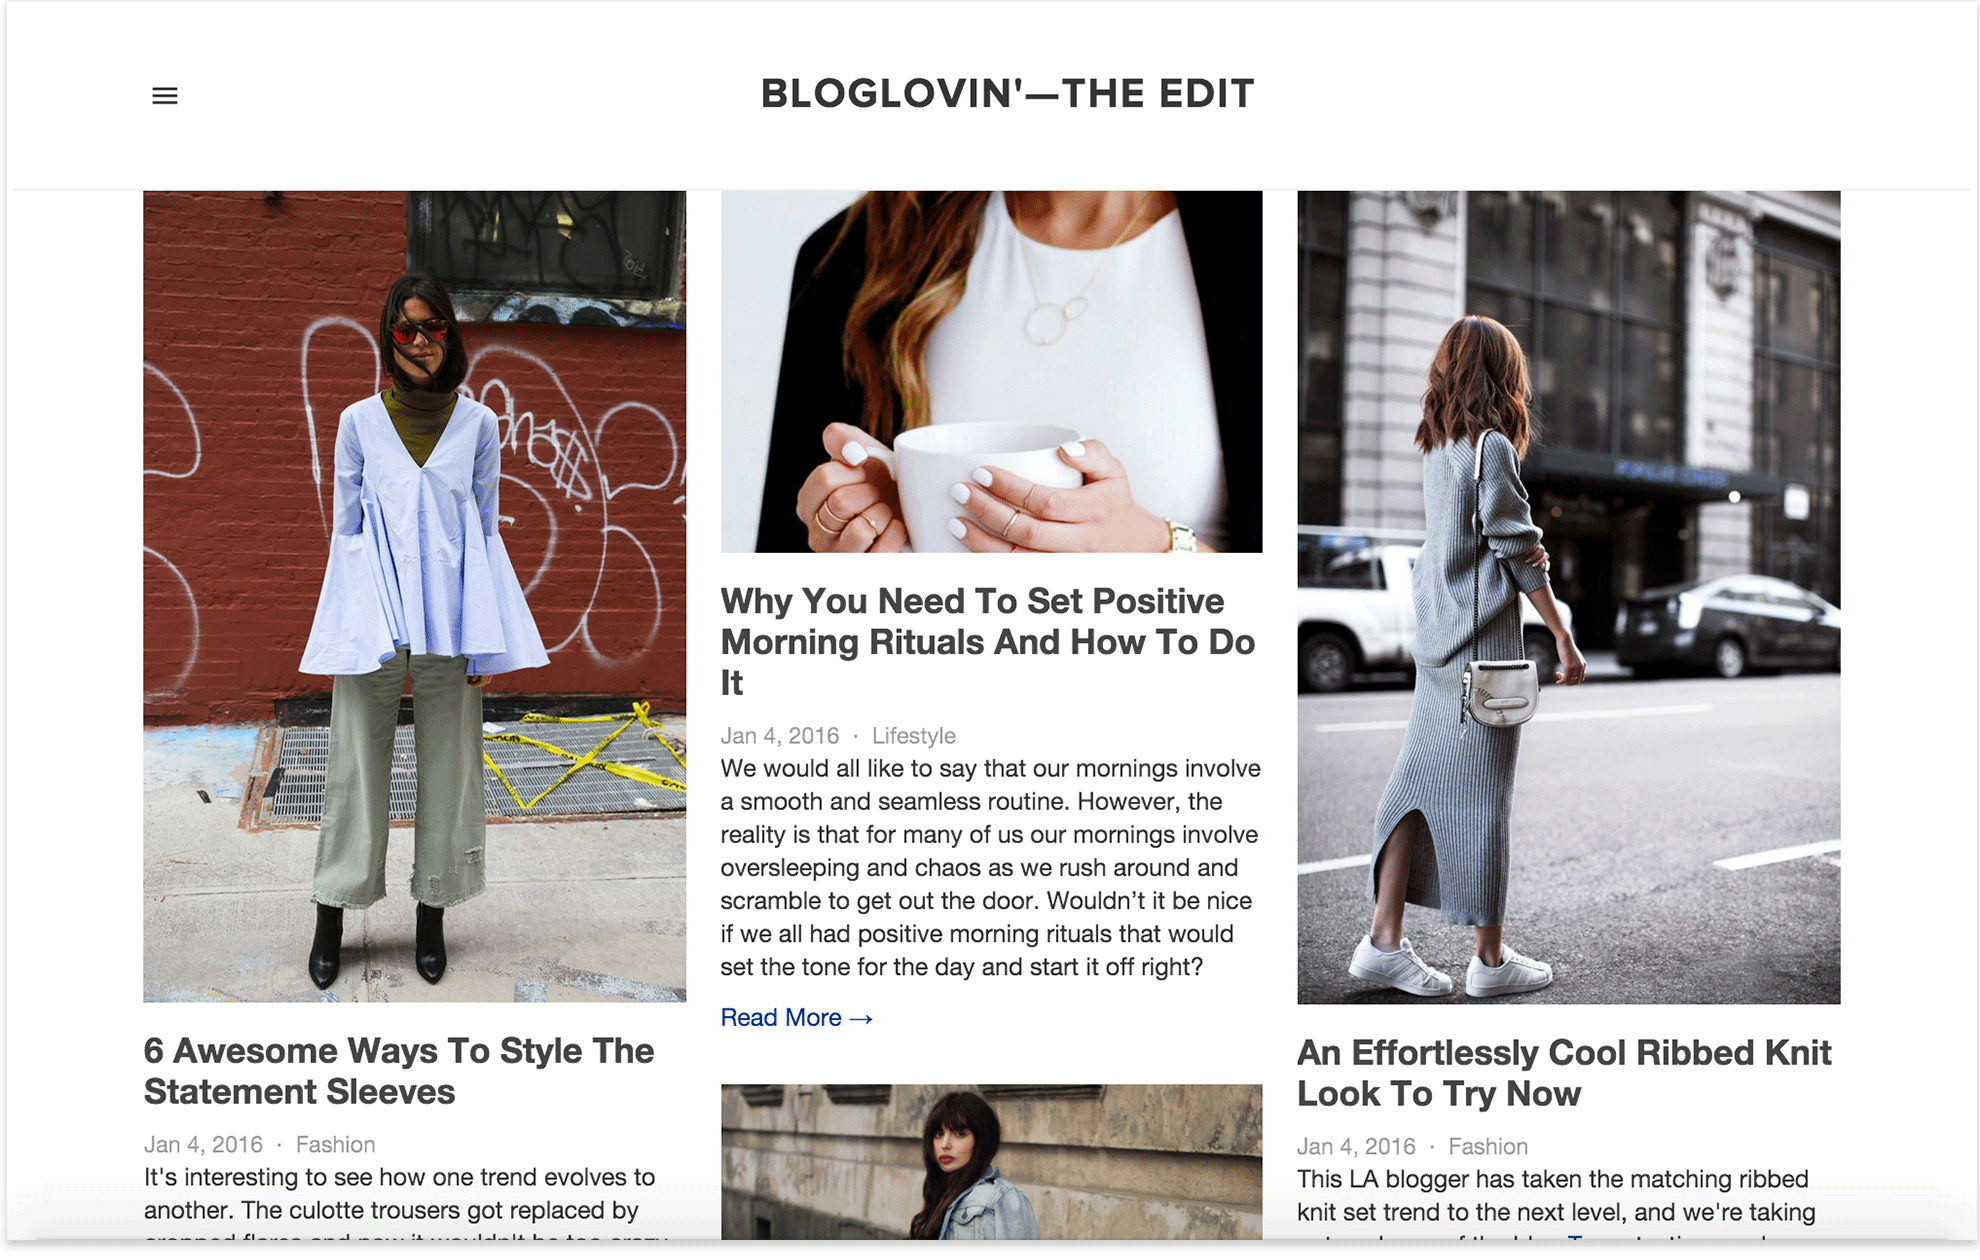 BLOGLOVIN'—THE EDIT
6 Awesome Ways To Style The
Statement Sleeves
Jan 4, 2016 · Fashion
It's interesting to see how one trend evolves to
another. The culotte trousers got replaced by
Why You Need To Set Positive
Morning Rituals And How To Do
It
Jan 4, 2016 · Lifestyle
We would all like to say that our mornings involve
a smooth and seamless routine. However, the
reality is that for many of us our mornings involve
oversleeping and chaos as we rush around and
scramble to get out the door. Wouldn’t it be nice
if we all had positive morning rituals that would
set the tone for the day and start it off right?
Read More →
An Effortlessly Cool Ribbed Knit
Look To Try Now
Jan 4, 2016 · Fashion
This LA blogger has taken the matching ribbed
knit set trend to the next level, and we're taking